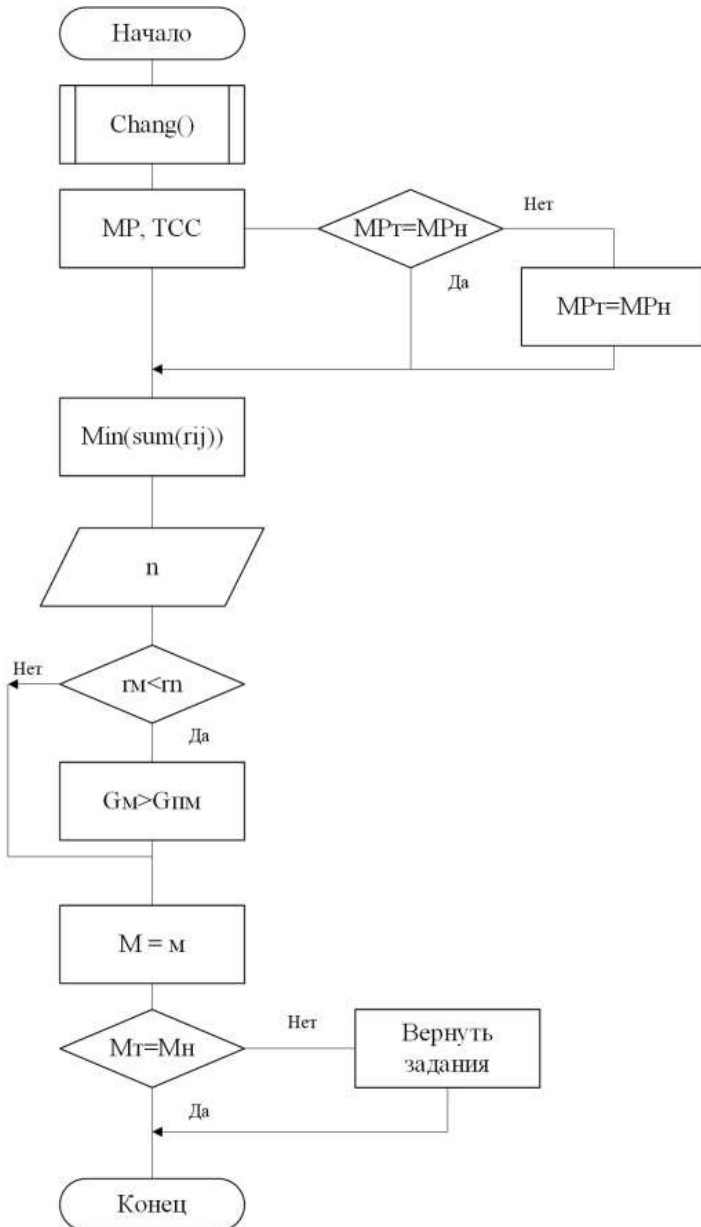 Начало
Chang()
МР, ТСС
МРт=МРн
Нет
Да
МРт=МРн
Min(sum(rij))
n
Нет
rм<rn
Да
Gм>Gпм
М = м
Мт=Мн
Нет
Вернуть
задания
Да
Конец